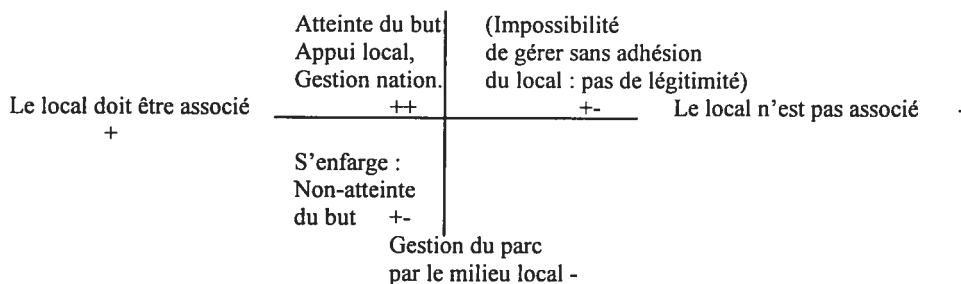 Atteinte du but
Appui local,
Gestion nation.
++
(Impossibilité
de gérer sans adhésion
du local : pas de légitimité)
+-
Le local doit être associé
+
Le local n'est pas associé
S'enfarge :
Non-atteinte
du but +-
Gestion du parc
par le milieu local -